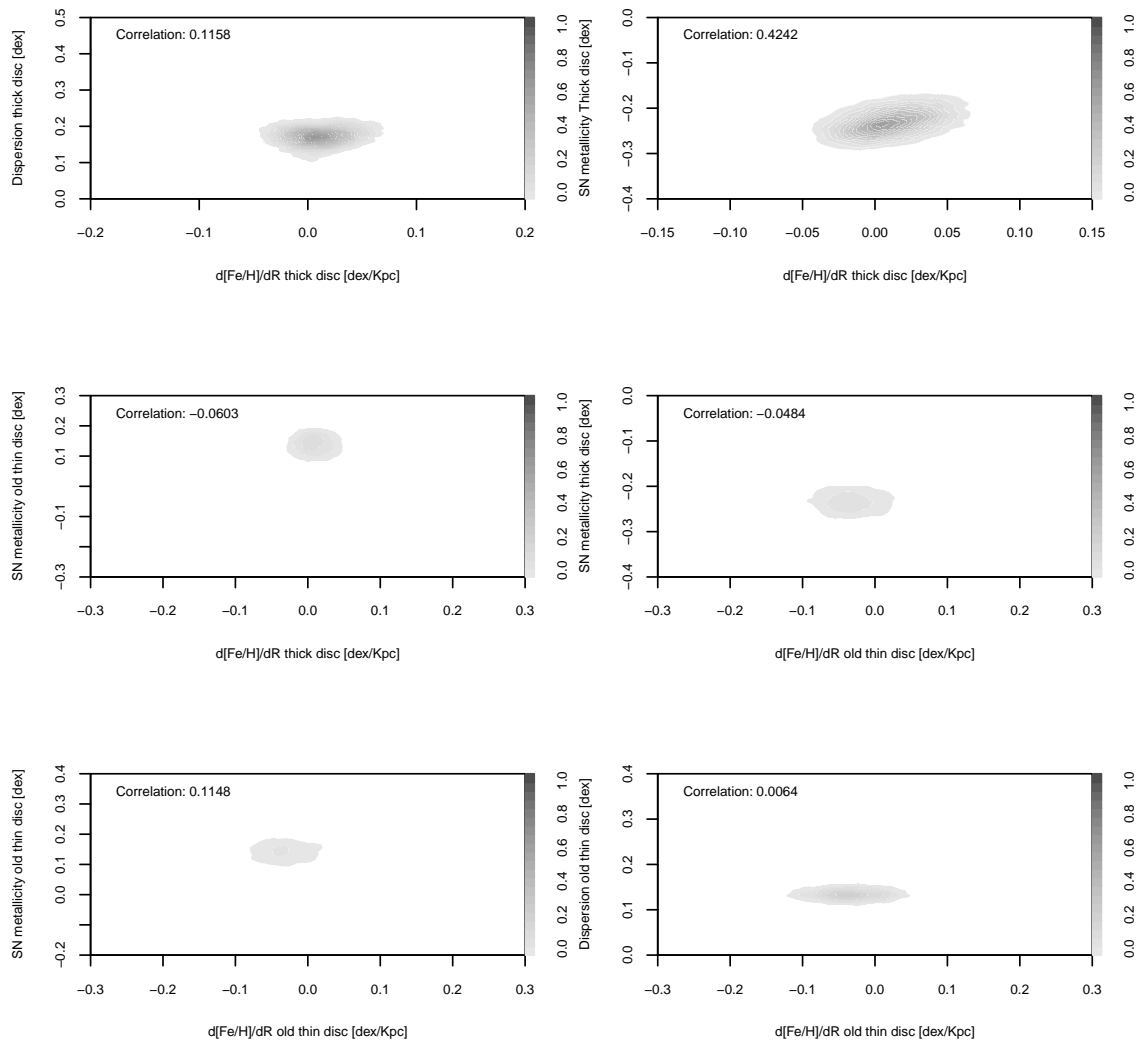 Correlation: 0.1158
Dispersion thick disc [dex]
0.0 0.1 0.2 0.3 0.4 0.5
−0.2 −0.1 0.0 0.1 0.2
d[Fe/H]/dR thick disc [dex/Kpc]
0.0 0.2 0.4 0.6 0.8 1.0
Correlation: 0.4242
SN metallicity Thick disc [dex]
−0.4 −0.3 −0.2 −0.1 0.0
−0.15 −0.10 −0.05 0.00 0.05 0.10 0.15
d[Fe/H]/dR thick disc [dex/Kpc]
0.0 0.2 0.4 0.6 0.8 1.0
Correlation: −0.0603
SN metallicity old thin disc [dex]
−0.3 −0.1 0.1 0.2 0.3
−0.3 −0.2 −0.1 0.0 0.1 0.2 0.3
d[Fe/H]/dR thick disc [dex/Kpc]
0.0 0.2 0.4 0.6 0.8 1.0
Correlation: −0.0484
SN metallicity thick disc [dex]
−0.4 −0.3 −0.2 −0.1 0.0
−0.3 −0.2 −0.1 0.0 0.1 0.2 0.3
d[Fe/H]/dR old thin disc [dex/Kpc]
0.0 0.2 0.4 0.6 0.8 1.0
Correlation: 0.1148
SN metallicity old thin disc [dex]
−0.2 0.0 0.1 0.2 0.3 0.4
−0.3 −0.2 −0.1 0.0 0.1 0.2 0.3
d[Fe/H]/dR old thin disc [dex/Kpc]
0.0 0.2 0.4 0.6 0.8 1.0
Correlation: 0.0064
Dispersion old thin disc [dex]
0.0 0.1 0.2 0.3 0.4
−0.3 −0.2 −0.1 0.0 0.1 0.2 0.3
d[Fe/H]/dR old thin disc [dex/Kpc]
0.0 0.2 0.4 0.6 0.8 1.0